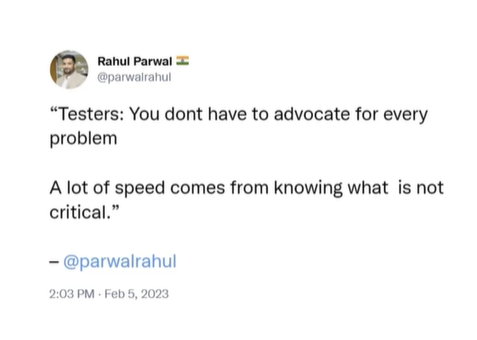 Rahul Parwal 🇮🇳
@parwalrahul
“Testers: You dont have to advocate for every
problem
A lot of speed comes from knowing what  is not
critical.”
– @parwalrahul
2:03 PM · Feb 5, 2023